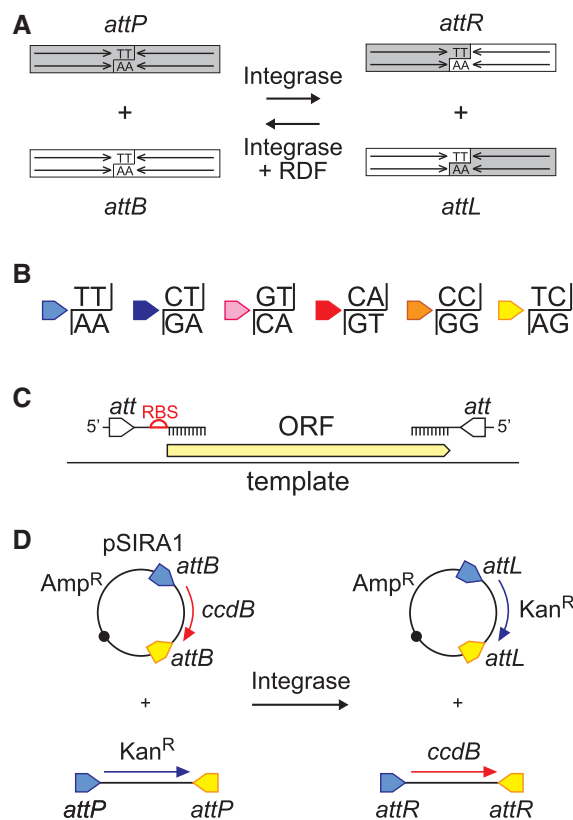 A
attP
attR
TT
AA
TT
AA
Integrase
+
+
Integrase
+ RDF
TT
AA
TT
AA
attB
attL
B
TT CT GT CA CC TC
AA GA CA GT GG AG
C
att RBS ORF att
5' 5'
template
D
pSIRA1
AmpR attB
ccdB
attB
AmpR attL
KanR
attL
Integrase
+
+
KanR
attP attP
ccdB
attR attR